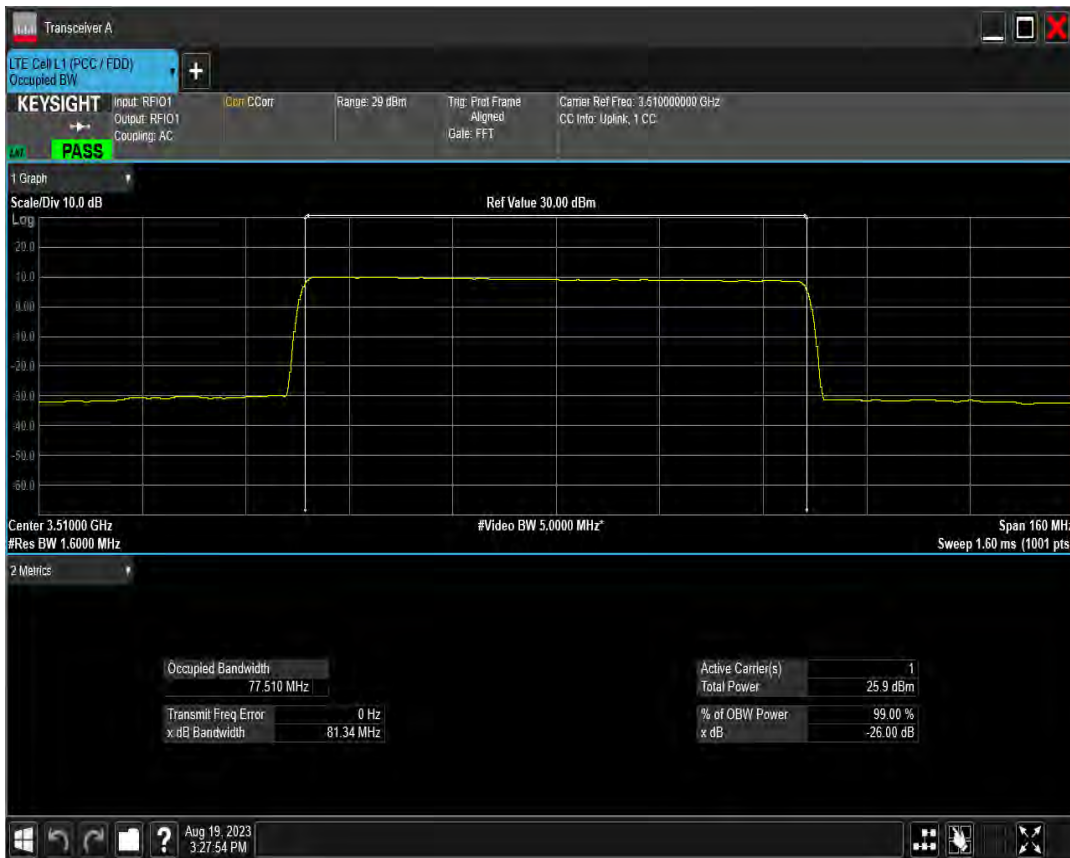 Transceiver A
LTE Cell L1 (PCC / FDD)
Occupied BW
+
KEYSIGHT
Input: RFIO1
Output: RFIO1
Coupling: AC
Corr CCorr
Range: 29 dBm
Trig: Prot Frame
Aligned
Gate: FFT
Carrier Ref Freq: 3.510000000 GHz
CC Info: Uplink, 1 CC
PASS
1 Graph
Scale/Div 10.0 dB
Ref Value 30.00 dBm
Log
20.0
10.0
0.00
-10.0
-20.0
-30.0
-40.0
-50.0
-60.0
Center 3.51000 GHz
#Video BW 5.0000 MHz*
Span 160 MHz
#Res BW 1.6000 MHz
Sweep 1.60 ms (1001 pts
2 Metrics
Occupied Bandwidth
77.510 MHz
Transmit Freq Error 0 Hz
x dB Bandwidth 81.34 MHz
Active Carrier(s) 1
Total Power 25.9 dBm
% of OBW Power 99.00 %
x dB -26.00 dB
?
Aug 19, 2023
3:27:54 PM